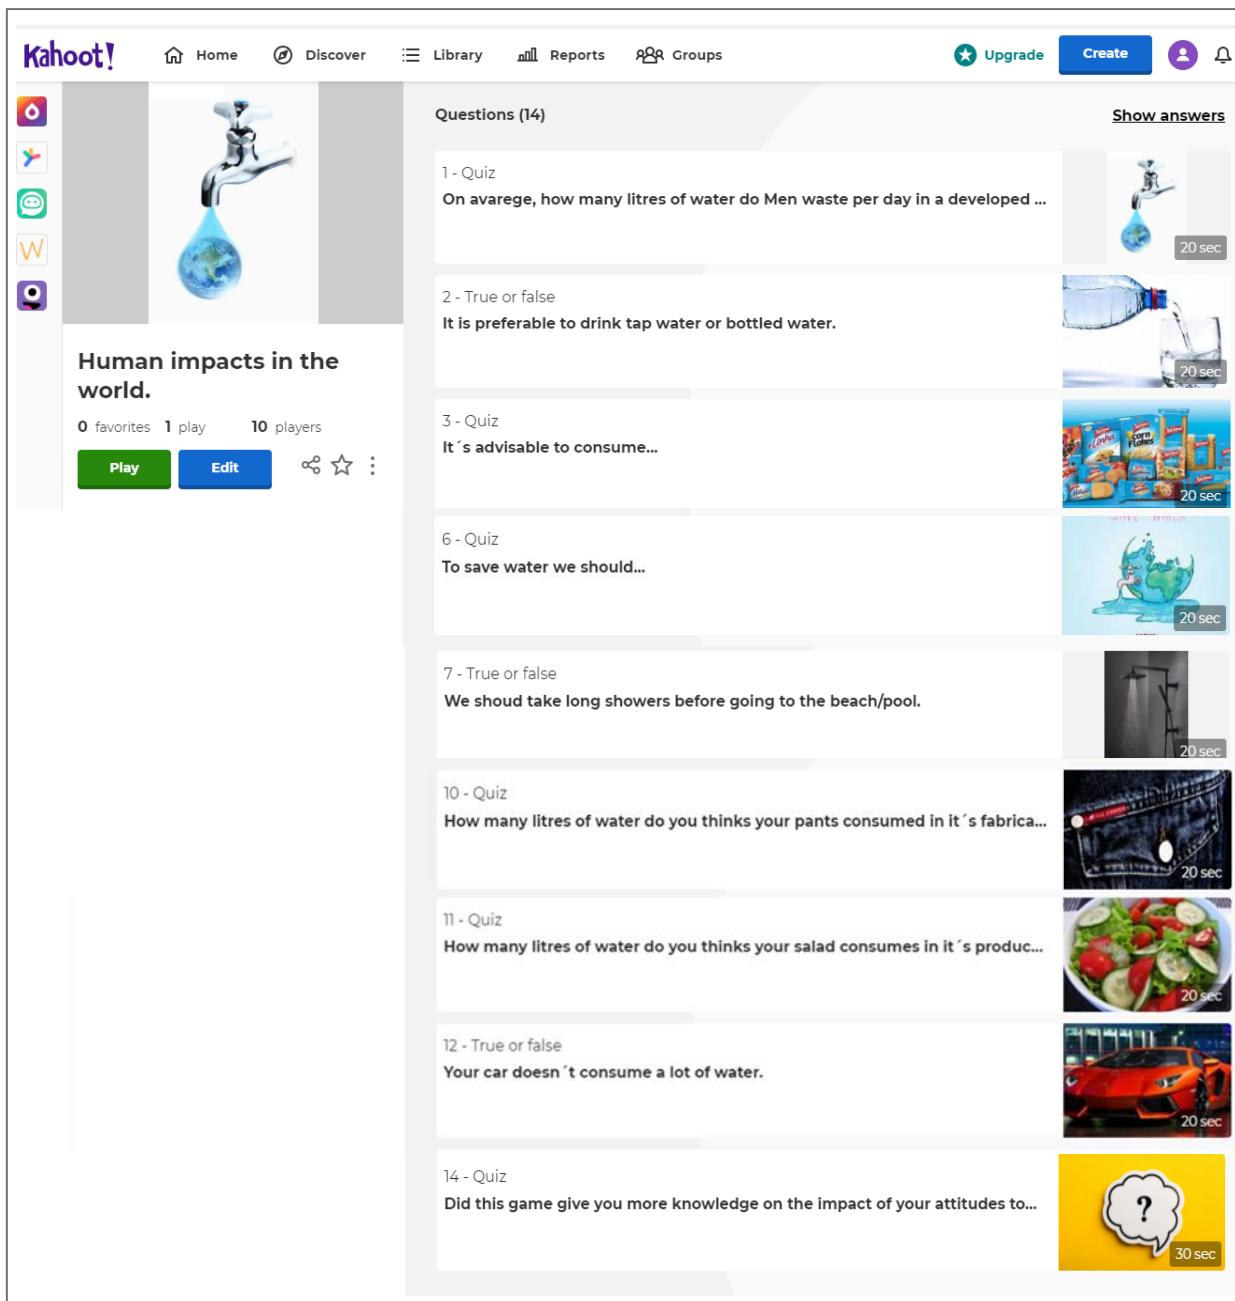 Kahoot!
Home
Discover
Library
Reports
Groups
Upgrade
Create
Human impacts in the
world.
0 favorites 1 play 10 players
Play
Edit
Questions (14)
Show answers
1 - Quiz
On avarege, how many litres of water do Men waste per day in a developed ...
20 sec
2 - True or false
It is preferable to drink tap water or bottled water.
20 sec
3 - Quiz
It´s advisable to consume...
corn
Flakes
20 sec
6 - Quiz
To save water we should...
SAVE WATER
20 sec
7 - True or false
We shoud take long showers before going to the beach/pool.
20 sec
10 - Quiz
How many litres of water do you thinks your pants consumed in it´s fabrica...
20 sec
11 - Quiz
How many litres of water do you thinks your salad consumes in it´s produc...
20 sec
12 - True or false
Your car doesn´t consume a lot of water.
20 sec
14 - Quiz
Did this game give you more knowledge on the impact of your attitudes to...
?
30 sec